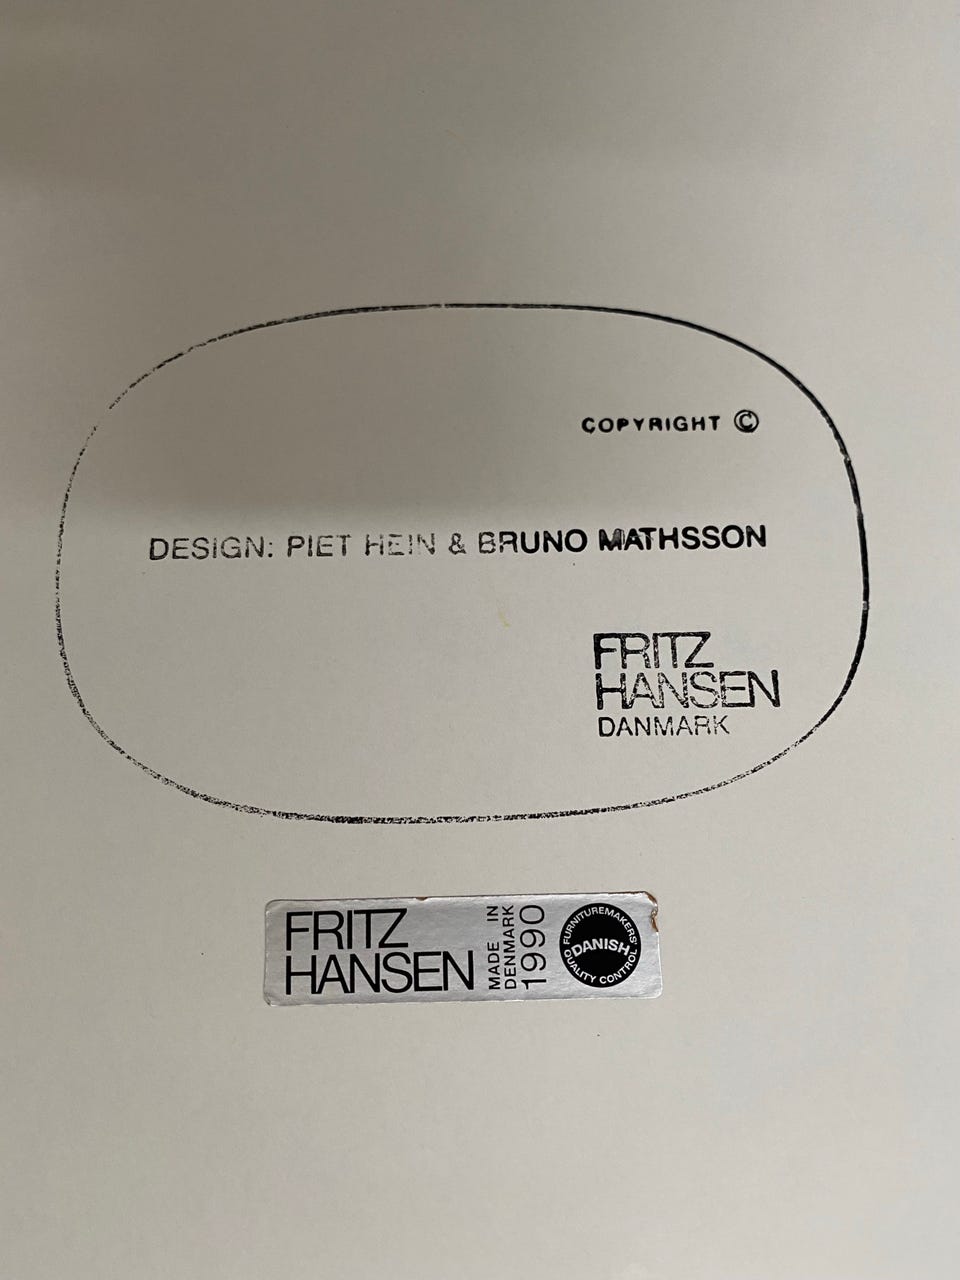 COPYRIGHT ©
DESIGN: PIET HEIN & BRUNO MATHSSON
FRITZ
HANSEN
DANMARK
FRITZ
HANSEN
MADE IN
DENMARK
1990
FURNITUREMAKERS'
DANISH
QUALITY CONTROL